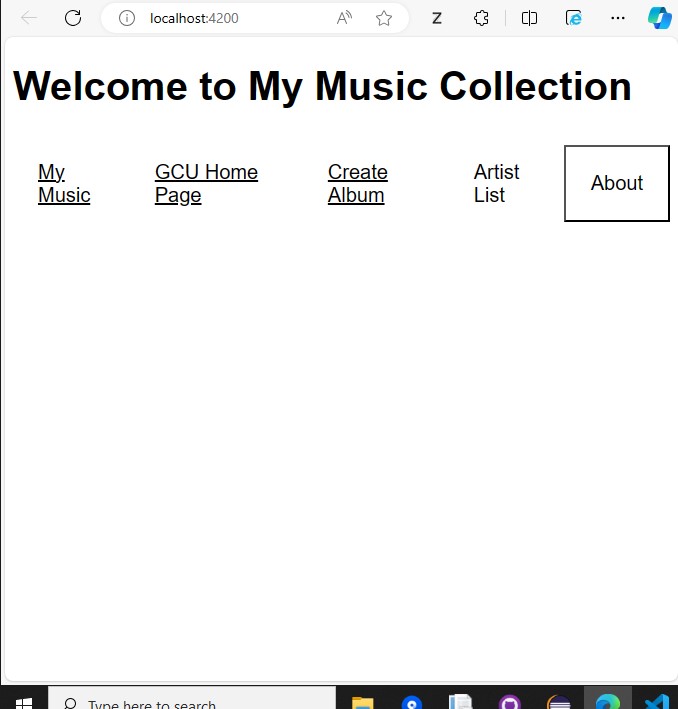 localhost:4200
Welcome to My Music Collection
My
Music
GCU Home
Page
Create
Album
Artist
List
About
Type here to search